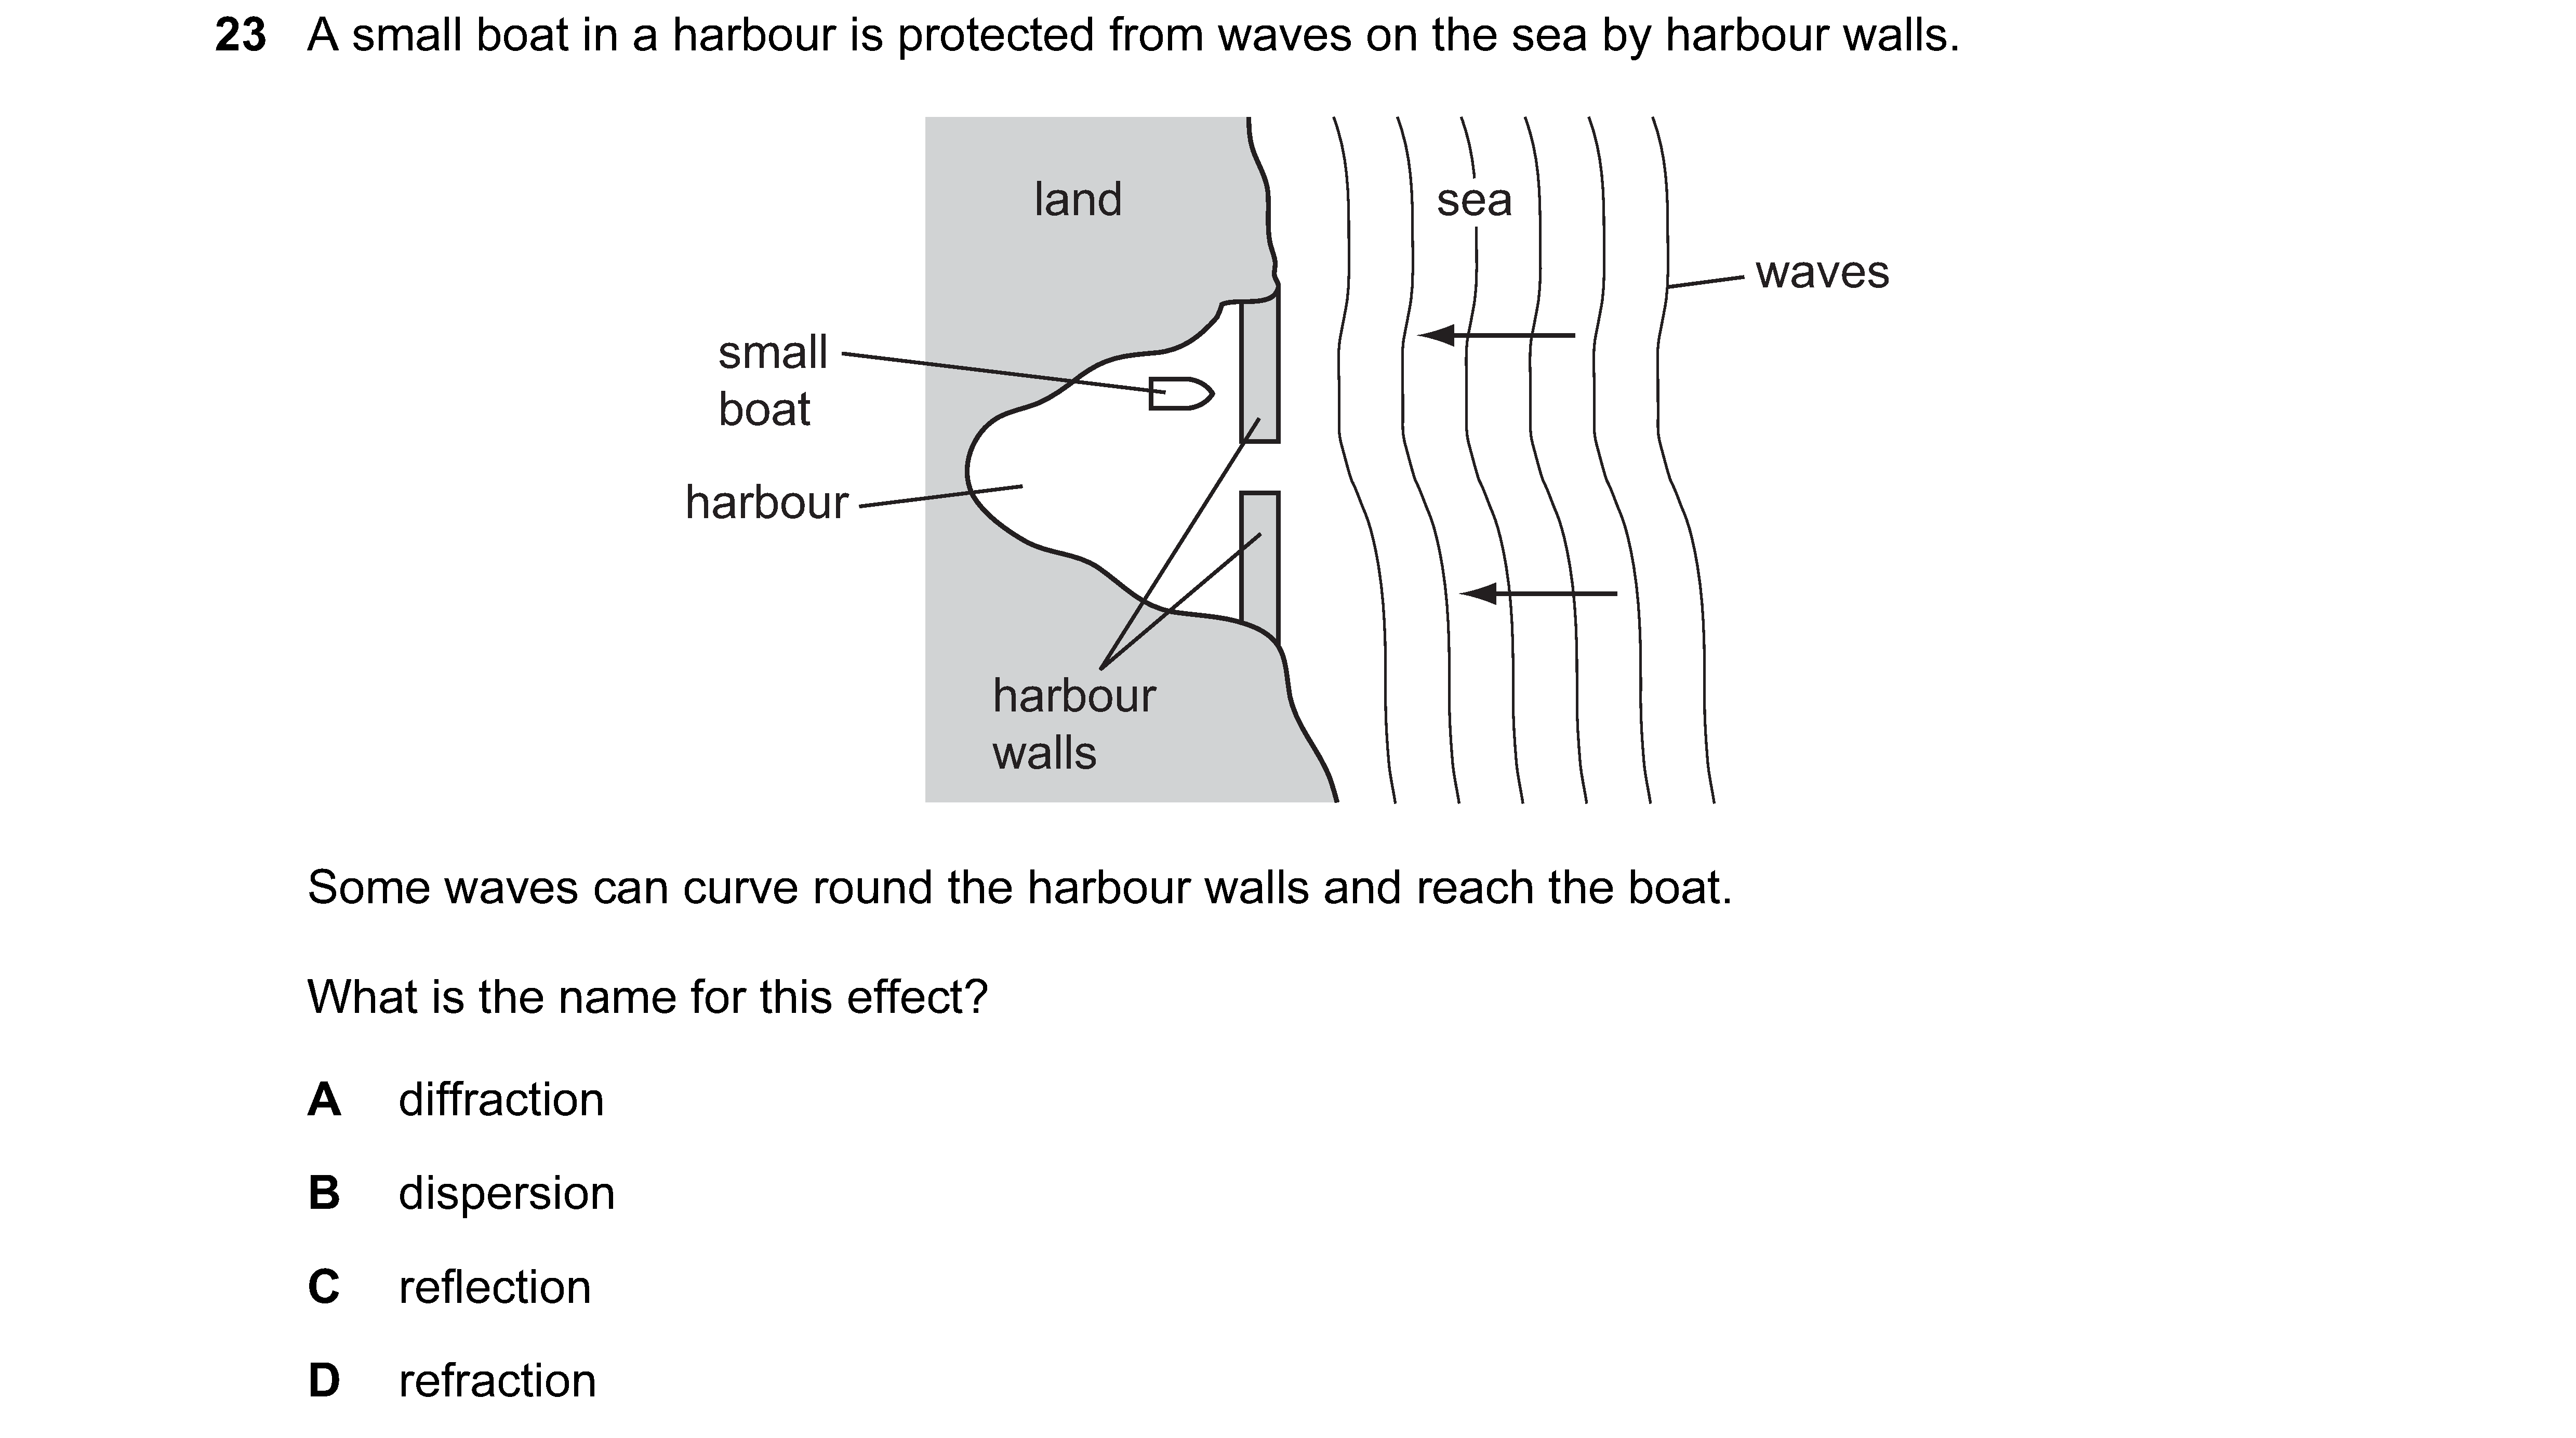 23 A small boat in a harbour is protected from waves on the sea by harbour walls.
land
sea
waves
small
boat
harbour
harbour
walls
Some waves can curve round the harbour walls and reach the boat.
What is the name for this effect?
A diffraction
B dispersion
C reflection
D refraction